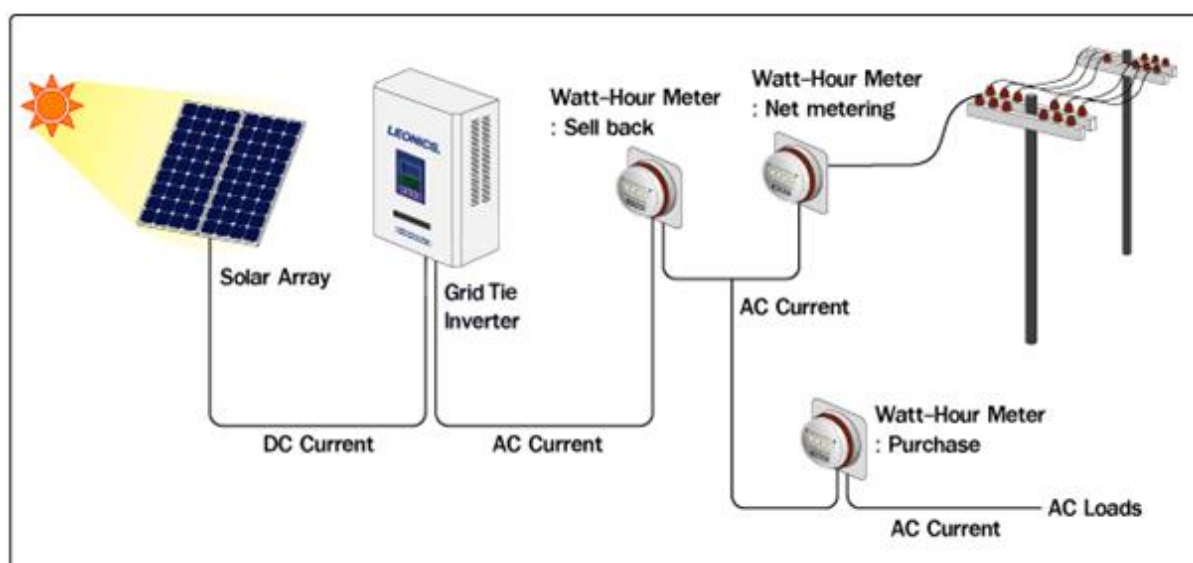 Watt-Hour Meter
: Sell back
Watt-Hour Meter
: Net metering
LEONICS.
Solar Array
Grid Tie
Inverter
AC Current
DC Current
AC Current
Watt-Hour Meter
: Purchase
AC Current
AC Loads